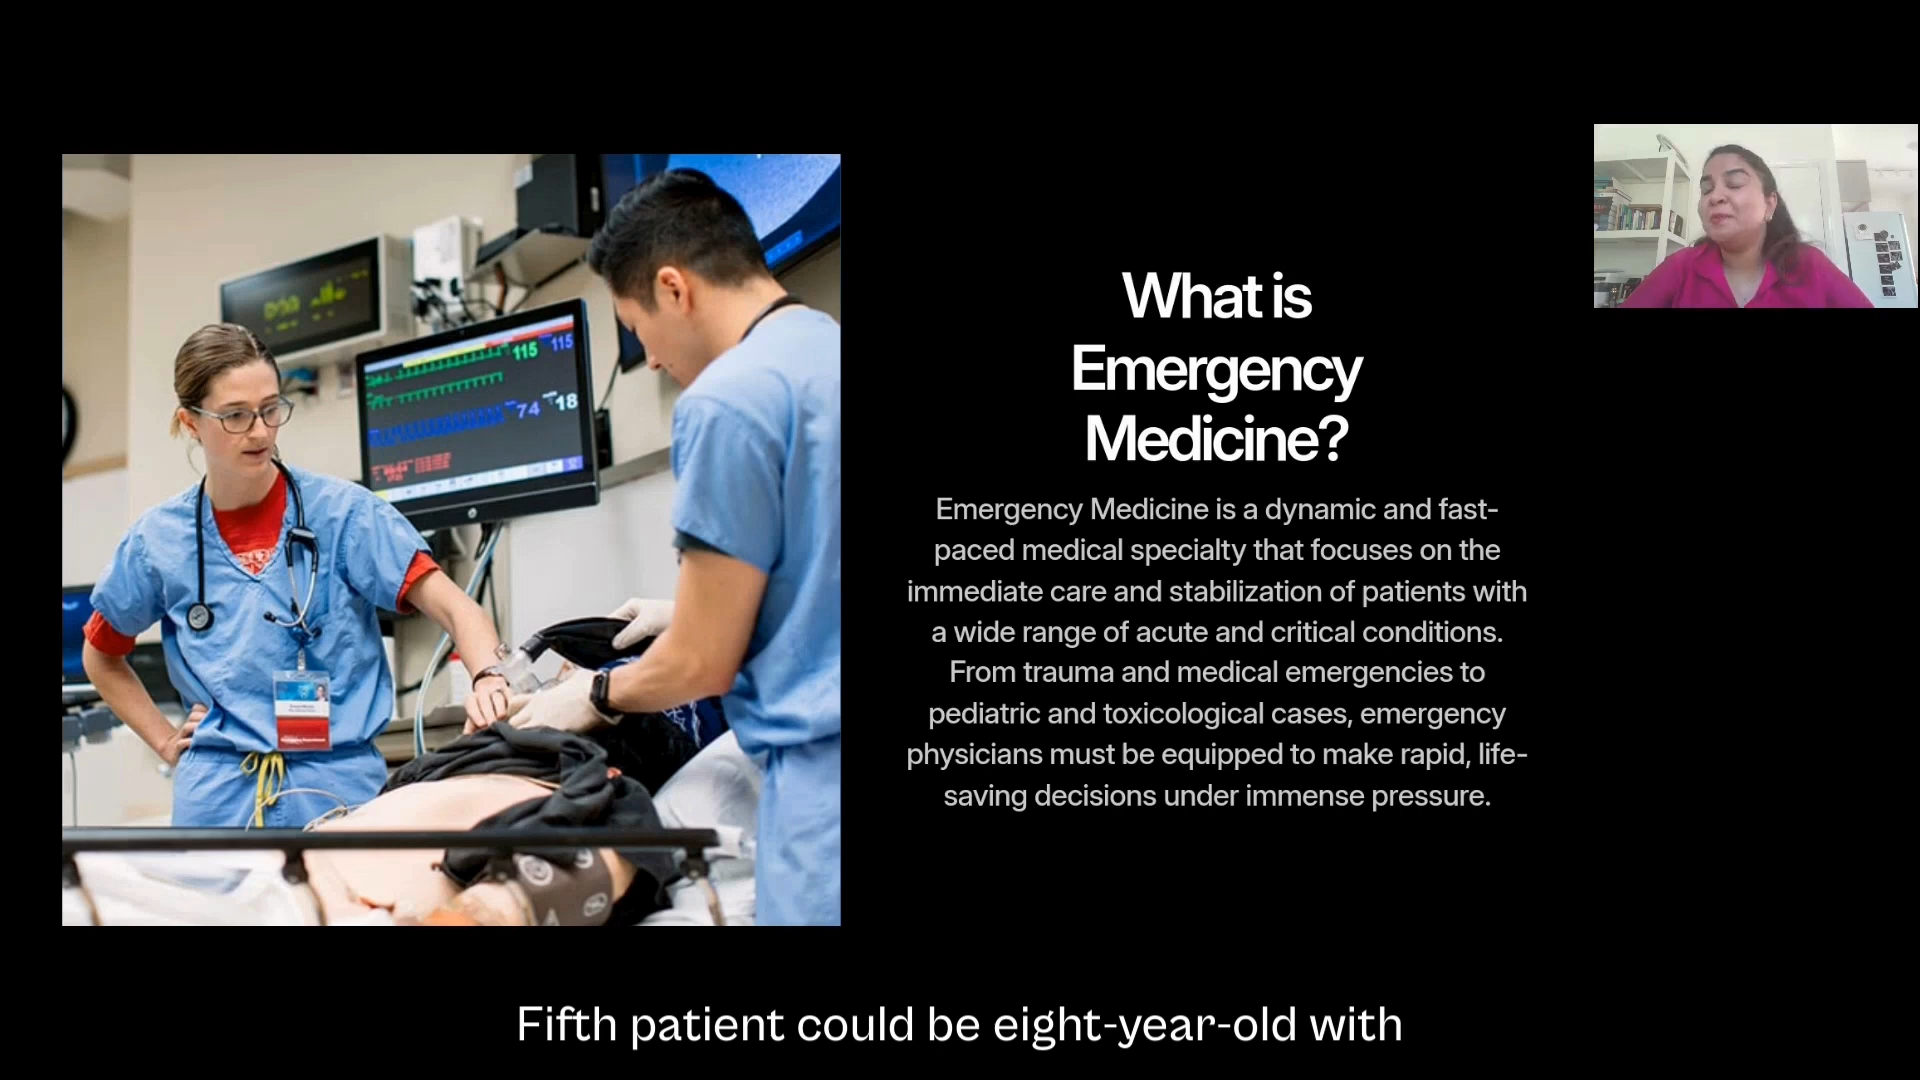 What is
Emergency
Medicine?
Emergency Medicine is a dynamic and fast-
paced medical specialty that focuses on the
immediate care and stabilization of patients with
a wide range of acute and critical conditions.
From trauma and medical emergencies to
pediatric and toxicological cases, emergency
physicians must be equipped to make rapid, life-
saving decisions under immense pressure.
115
115
74
18
Fifth patient could be eight-year-old with